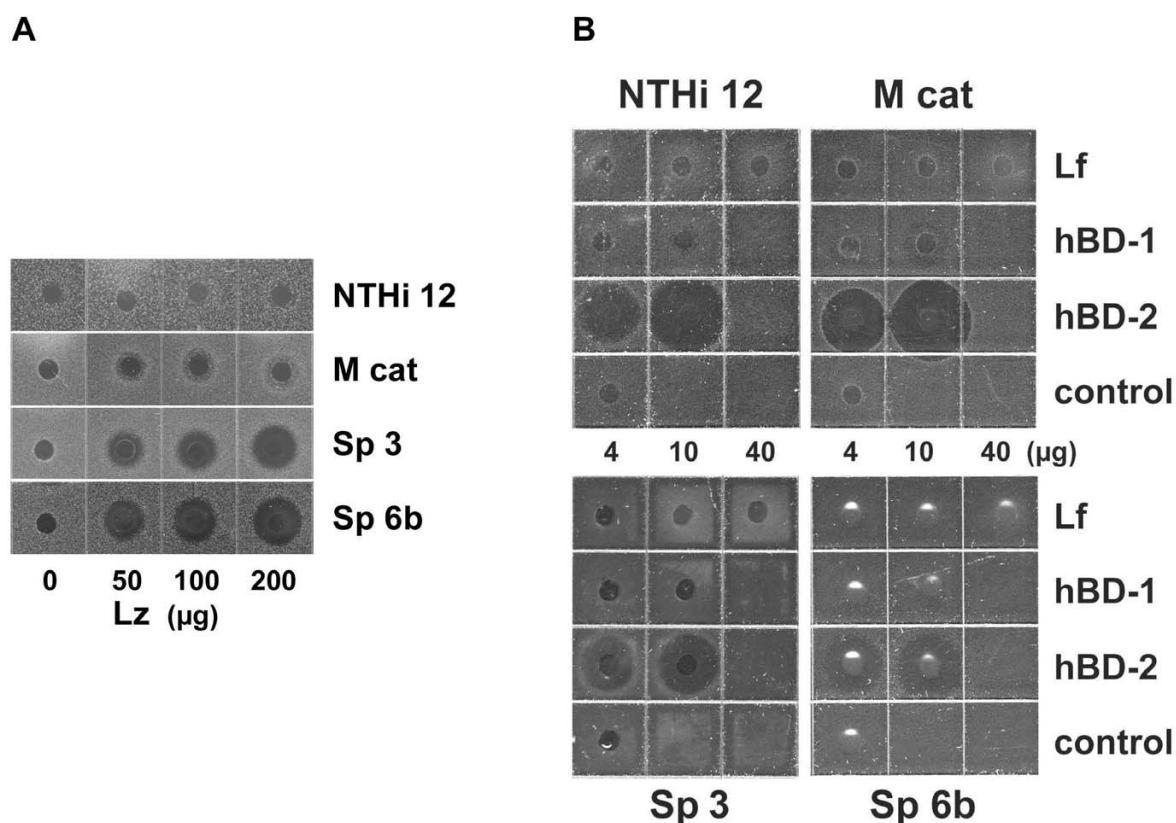 A
NTHi 12
M cat
Sp 3
Sp 6b
0 50 100 200
Lz (µg)
B
NTHi 12 M cat
Lf
hBD-1
hBD-2
control
4 10 40 4 10 40 (µg)
Lf
hBD-1
hBD-2
control
Sp 3 Sp 6b